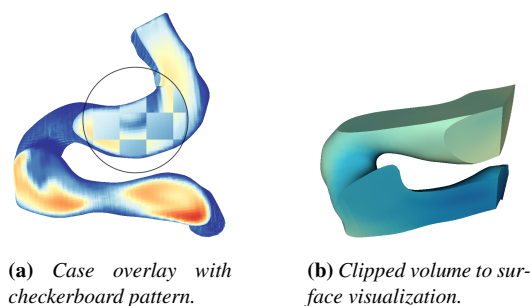 (a) Case overlay with
checkerboard pattern.
(b) Clipped volume to sur-
face visualization.